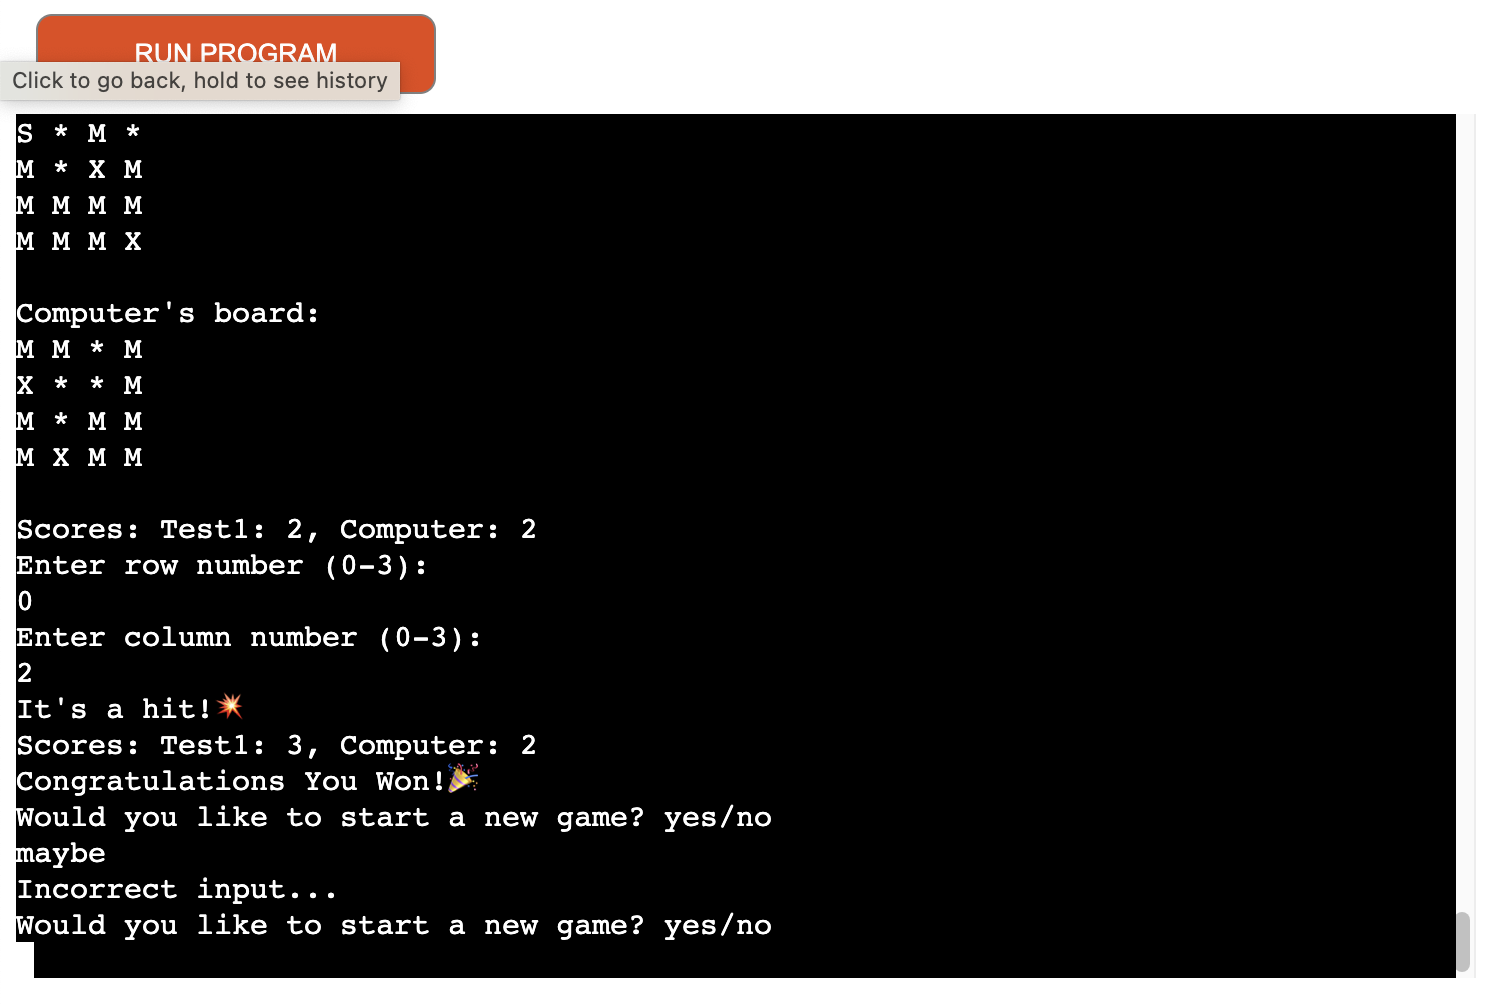 RUN PROGRAM
Click to go back, hold to see history
S * M *
M * X M
M M M M
M M M X
Computer's board:
M M * M
X * * M
M * M M
M X M M
Scores: Test1: 2, Computer: 2
Enter row number (0-3):
0
Enter column number (0-3):
2
It's a hit!💥
Scores: Test1: 3, Computer: 2
Congratulations You Won!🎉
Would you like to start a new game? yes/no
maybe
Incorrect input...
Would you like to start a new game? yes/no